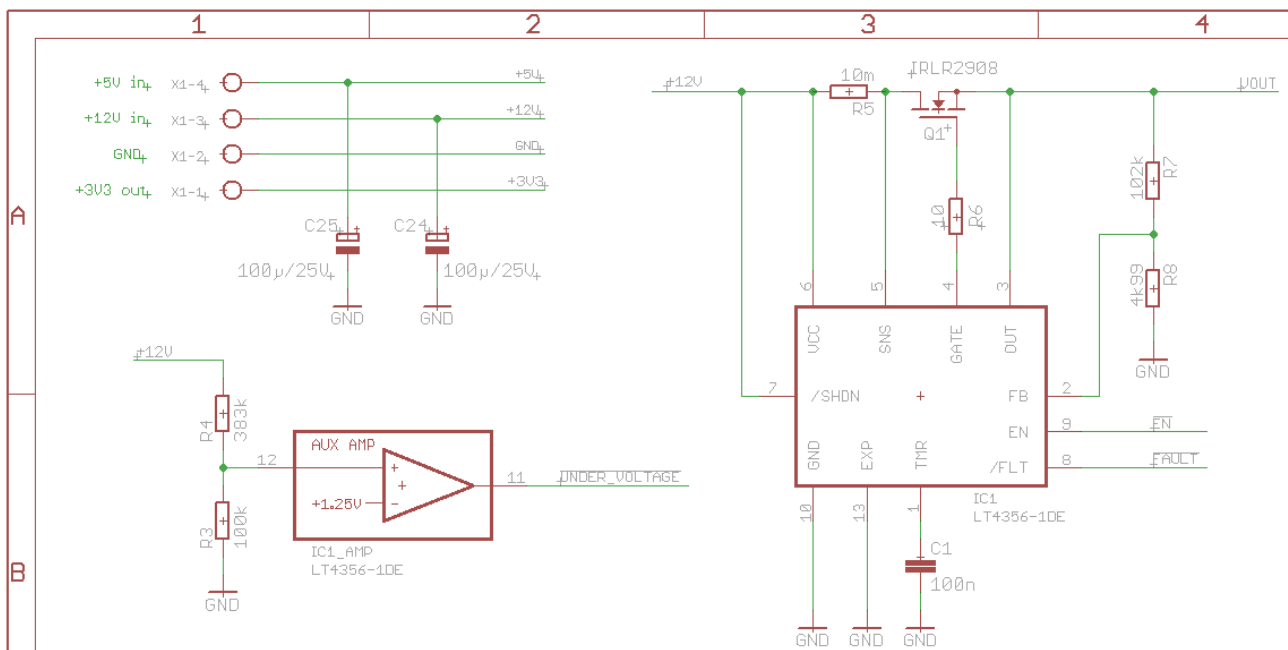 1 2 3 4
A
B
+5V in X1-4 +5V
+12V in X1-3 +12V
GND X1-2 GND
+3V3 out X1-1 +3V3
C25
100µ/25V
GND
C24
100µ/25V
GND
+12V
R4
383k
R3
100k
GND
12
AUX AMP
+
+1.25V
-
11
UNDER_VOLTAGE
IC1_AMP
LT4356-1DE
+12V
10m
R5
IRLR2908
Q1
VOUT
10
R6
102k
R7
4k99
R8
GND
6 5 4 3
VCC SNS GATE OUT
7 /SHDN
FB 2
EN 9 EN
/FLT 8 FAULT
GND EXP TMR
10 13 1
IC1
LT4356-1DE
C1
100n
GND GND GND